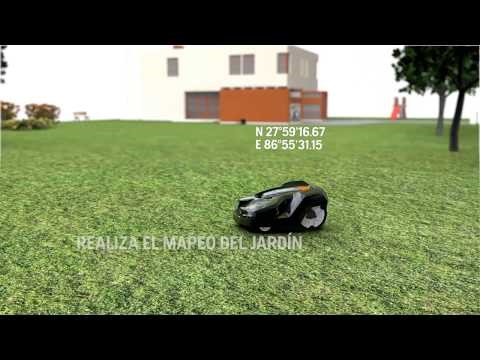 N 27°59'16.67
E 86°55'31.15
REALIZA EL MAPEO DEL JARDÍN